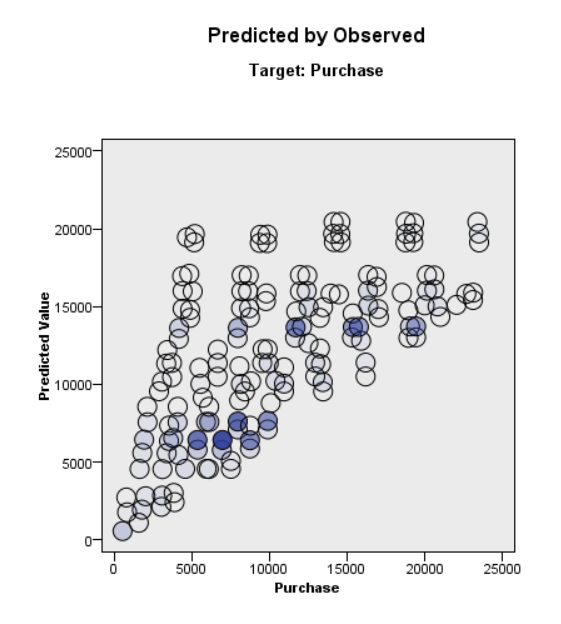 Predicted by Observed
Target: Purchase
25000
20000
15000
10000
5000
0
Predicted Value
0 5000 10000 15000 20000 25000
Purchase